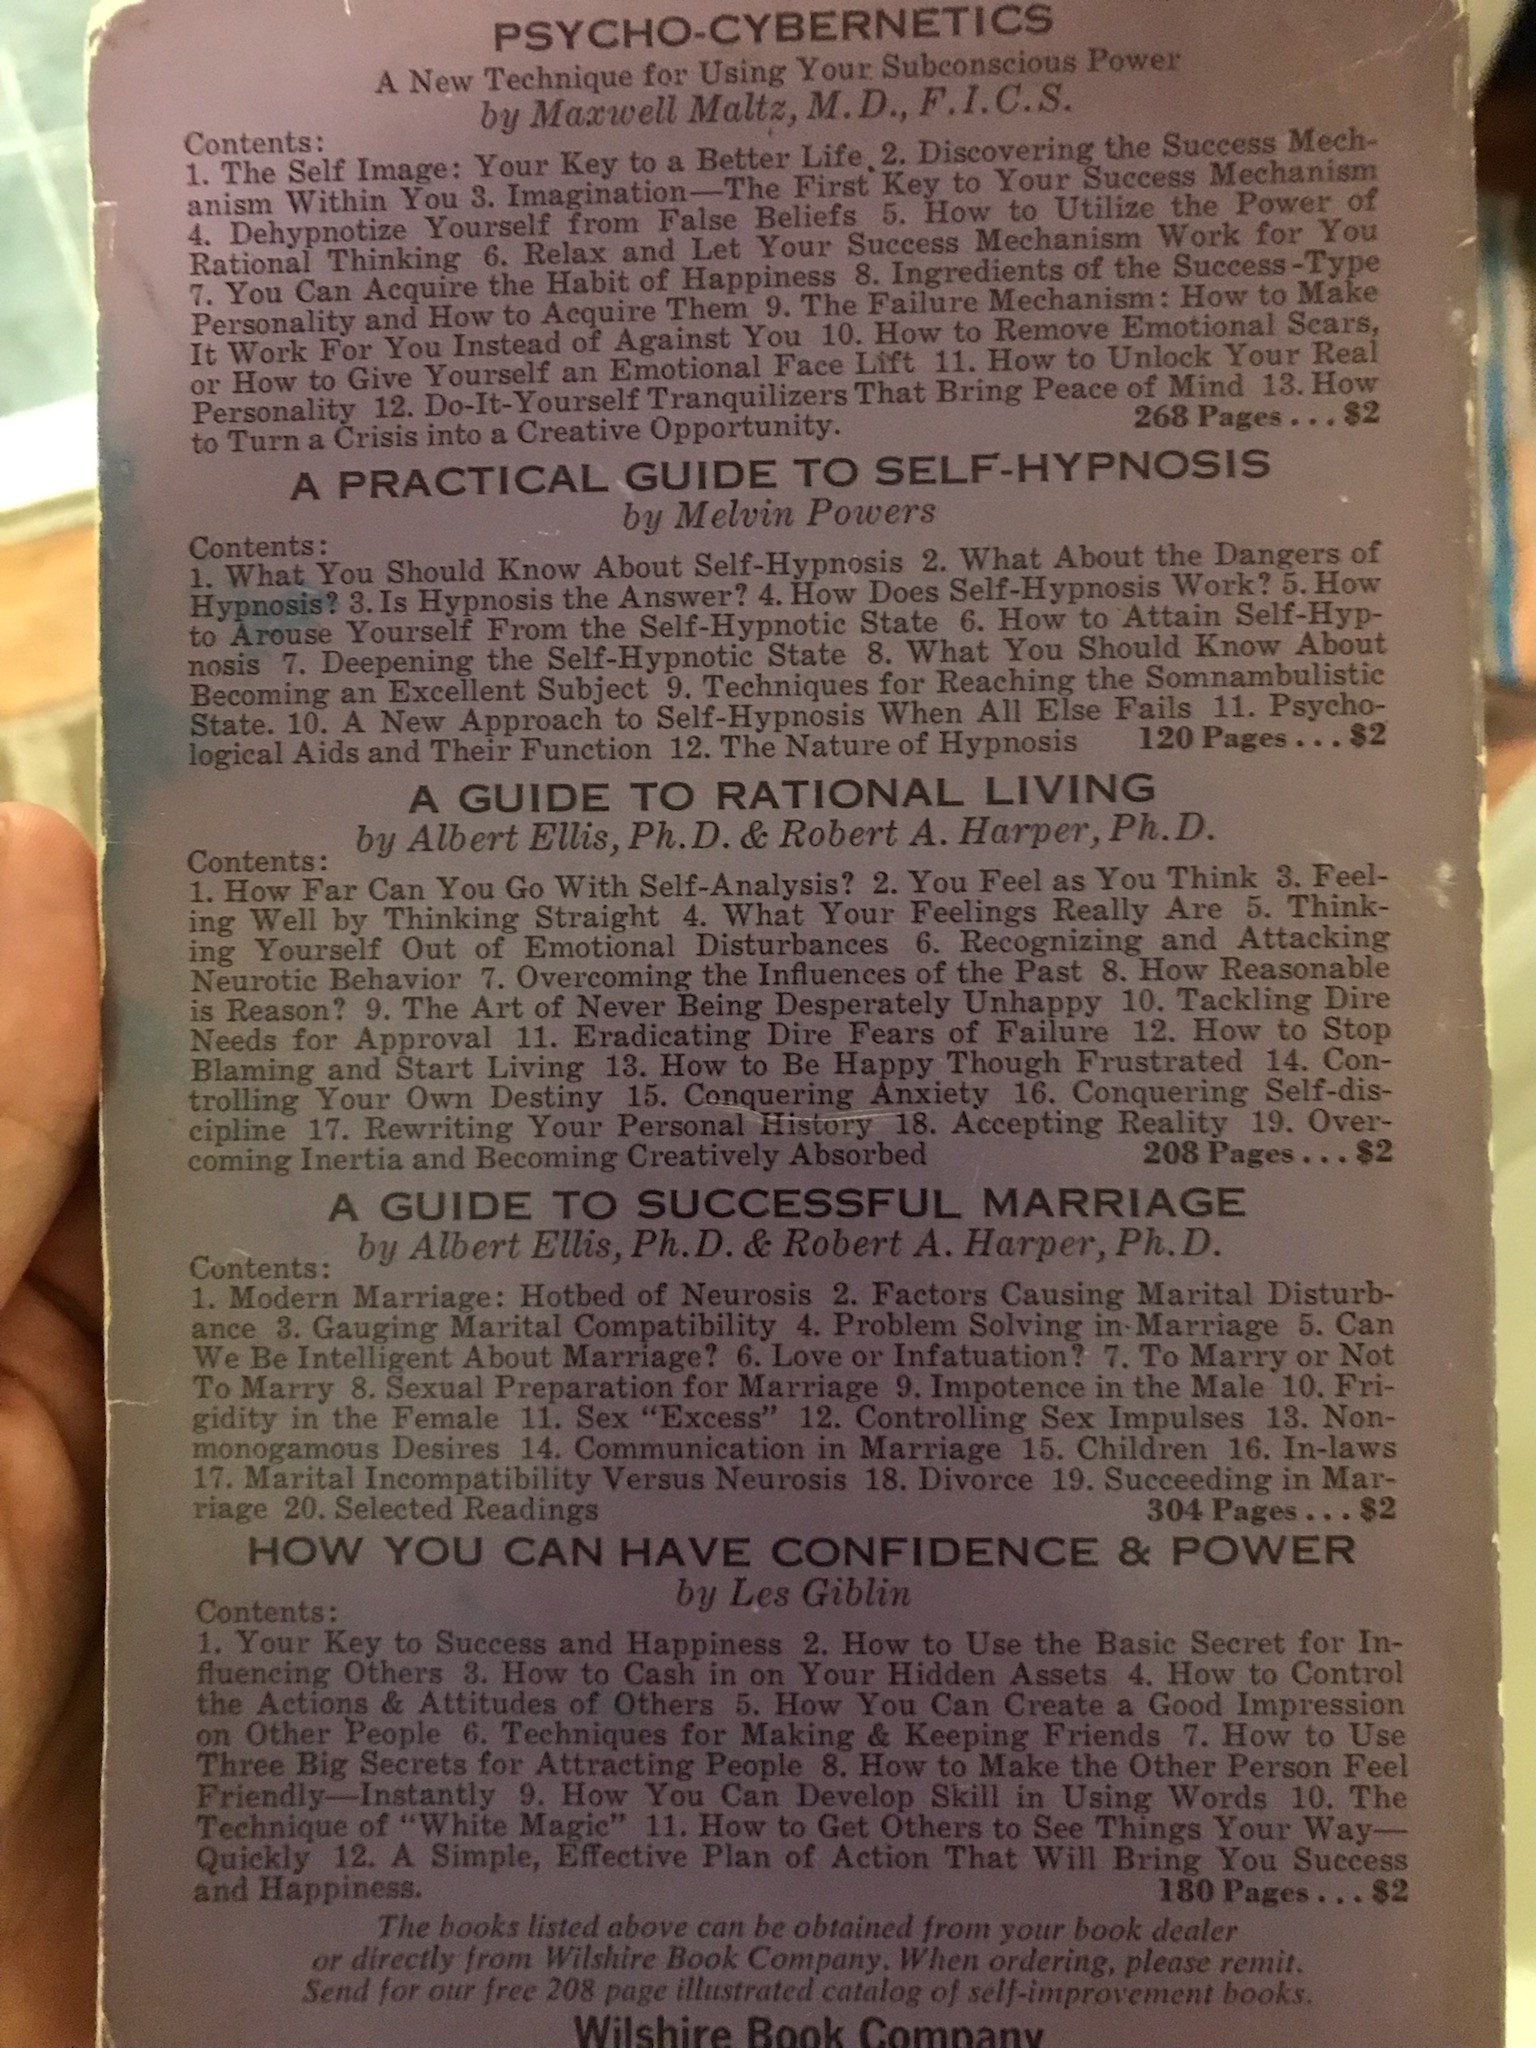 PSYCHO-CYBERNETICS
A New Technique for Using Your Subconscious Power
by Maxwell Maltz, M.D., F.I.C.S.
Contents:
1. The Self Image: Your Key to a Better Life 2. Discovering the Success Mech-
anism Within You 3. Imagination—The First Key to Your Success Mechanism
4. Dehypnotize Yourself from False Beliefs 5. How to Utilize the Power of
Rational Thinking 6. Relax and Let Your Success Mechanism Work for You
7. You Can Acquire the Habit of Happiness 8. Ingredients of the Success-Type
Personality and How to Acquire Them 9. The Failure Mechanism: How to Make
It Work For You Instead of Against You 10. How to Remove Emotional Scars,
or How to Give Yourself an Emotional Face Lift 11. How to Unlock Your Real
Personality 12. Do-It-Yourself Tranquilizers That Bring Peace of Mind 13. How
to Turn a Crisis into a Creative Opportunity. 268 Pages...$2
A PRACTICAL GUIDE TO SELF-HYPNOSIS
by Melvin Powers
Contents:
1. What You Should Know About Self-Hypnosis 2. What About the Dangers of
Hypnosis? 3. Is Hypnosis the Answer? 4. How Does Self-Hypnosis Work? 5. How
to Arouse Yourself From the Self-Hypnotic State 6. How to Attain Self-Hyp-
nosis 7. Deepening the Self-Hypnotic State 8. What You Should Know About
Becoming an Excellent Subject 9. Techniques for Reaching the Somnambulistic
State. 10. A New Approach to Self-Hypnosis When All Else Fails 11. Psycho-
logical Aids and Their Function 12. The Nature of Hypnosis 120 Pages...$2
A GUIDE TO RATIONAL LIVING
by Albert Ellis, Ph.D. & Robert A. Harper, Ph.D.
Contents:
1. How Far Can You Go With Self-Analysis? 2. You Feel as You Think 3. Feel-
ing Well by Thinking Straight 4. What Your Feelings Really Are 5. Think-
ing Yourself Out of Emotional Disturbances 6. Recognizing and Attacking
Neurotic Behavior 7. Overcoming the Influences of the Past 8. How Reasonable
is Reason? 9. The Art of Never Being Desperately Unhappy 10. Tackling Dire
Needs for Approval 11. Eradicating Dire Fears of Failure 12. How to Stop
Blaming and Start Living 13. How to Be Happy Though Frustrated 14. Con-
trolling Your Own Destiny 15. Conquering Anxiety 16. Conquering Self-dis-
cipline 17. Rewriting Your Personal History 18. Accepting Reality 19. Over-
coming Inertia and Becoming Creatively Absorbed 208 Pages...$2
A GUIDE TO SUCCESSFUL MARRIAGE
by Albert Ellis, Ph.D. & Robert A. Harper, Ph.D.
Contents:
1. Modern Marriage: Hotbed of Neurosis 2. Factors Causing Marital Disturb-
ance 3. Gauging Marital Compatibility 4. Problem Solving in Marriage 5. Can
We Be Intelligent About Marriage? 6. Love or Infatuation? 7. To Marry or Not
To Marry 8. Sexual Preparation for Marriage 9. Impotence in the Male 10. Fri-
gidity in the Female 11. Sex “Excess” 12. Controlling Sex Impulses 13. Non-
monogamous Desires 14. Communication in Marriage 15. Children 16. In-laws
17. Marital Incompatibility Versus Neurosis 18. Divorce 19. Succeeding in Mar-
riage 20. Selected Readings 304 Pages...$2
HOW YOU CAN HAVE CONFIDENCE & POWER
by Les Giblin
Contents:
1. Your Key to Success and Happiness 2. How to Use the Basic Secret for In-
fluencing Others 3. How to Cash in on Your Hidden Assets 4. How to Control
the Actions & Attitudes of Others 5. How You Can Create a Good Impression
on Other People 6. Techniques for Making & Keeping Friends 7. How to Use
Three Big Secrets for Attracting People 8. How to Make the Other Person Feel
Friendly—Instantly 9. How You Can Develop Skill in Using Words 10. The
Technique of “White Magic” 11. How to Get Others to See Things Your Way—
Quickly 12. A Simple, Effective Plan of Action That Will Bring You Success
and Happiness. 180 Pages...$2
The books listed above can be obtained from your book dealer
or directly from Wilshire Book Company. When ordering, please remit.
Send for our free 208 page illustrated catalog of self-improvement books.
Wilshire Book Company